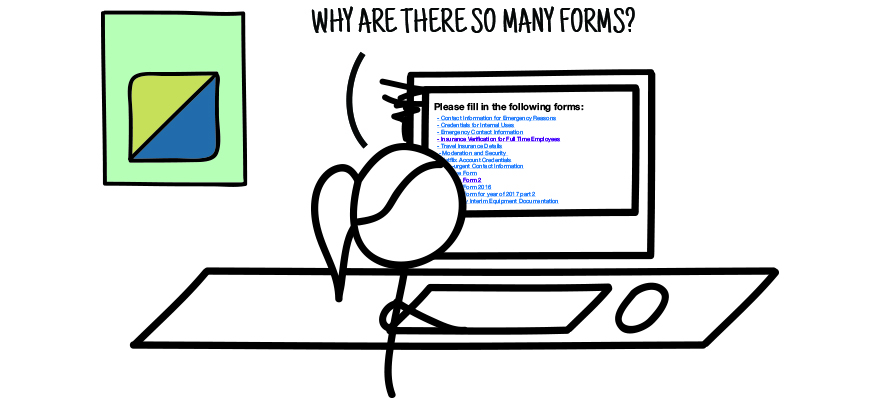 WHY ARE THERE SO MANY FORMS?
Please fill in the following forms:
- Contact Information for Emergency Reasons
- Credentials for Internal Uses
- Emergency Contact Information
- Insurance Verification for Full Time Employees
- Travel Insurance Details
- Moderation and Security
Account Credentials
urgent Contact Information
Form
Form 2
Form 2016
orm for year of 2017 part 2
Interim Equipment Documentation